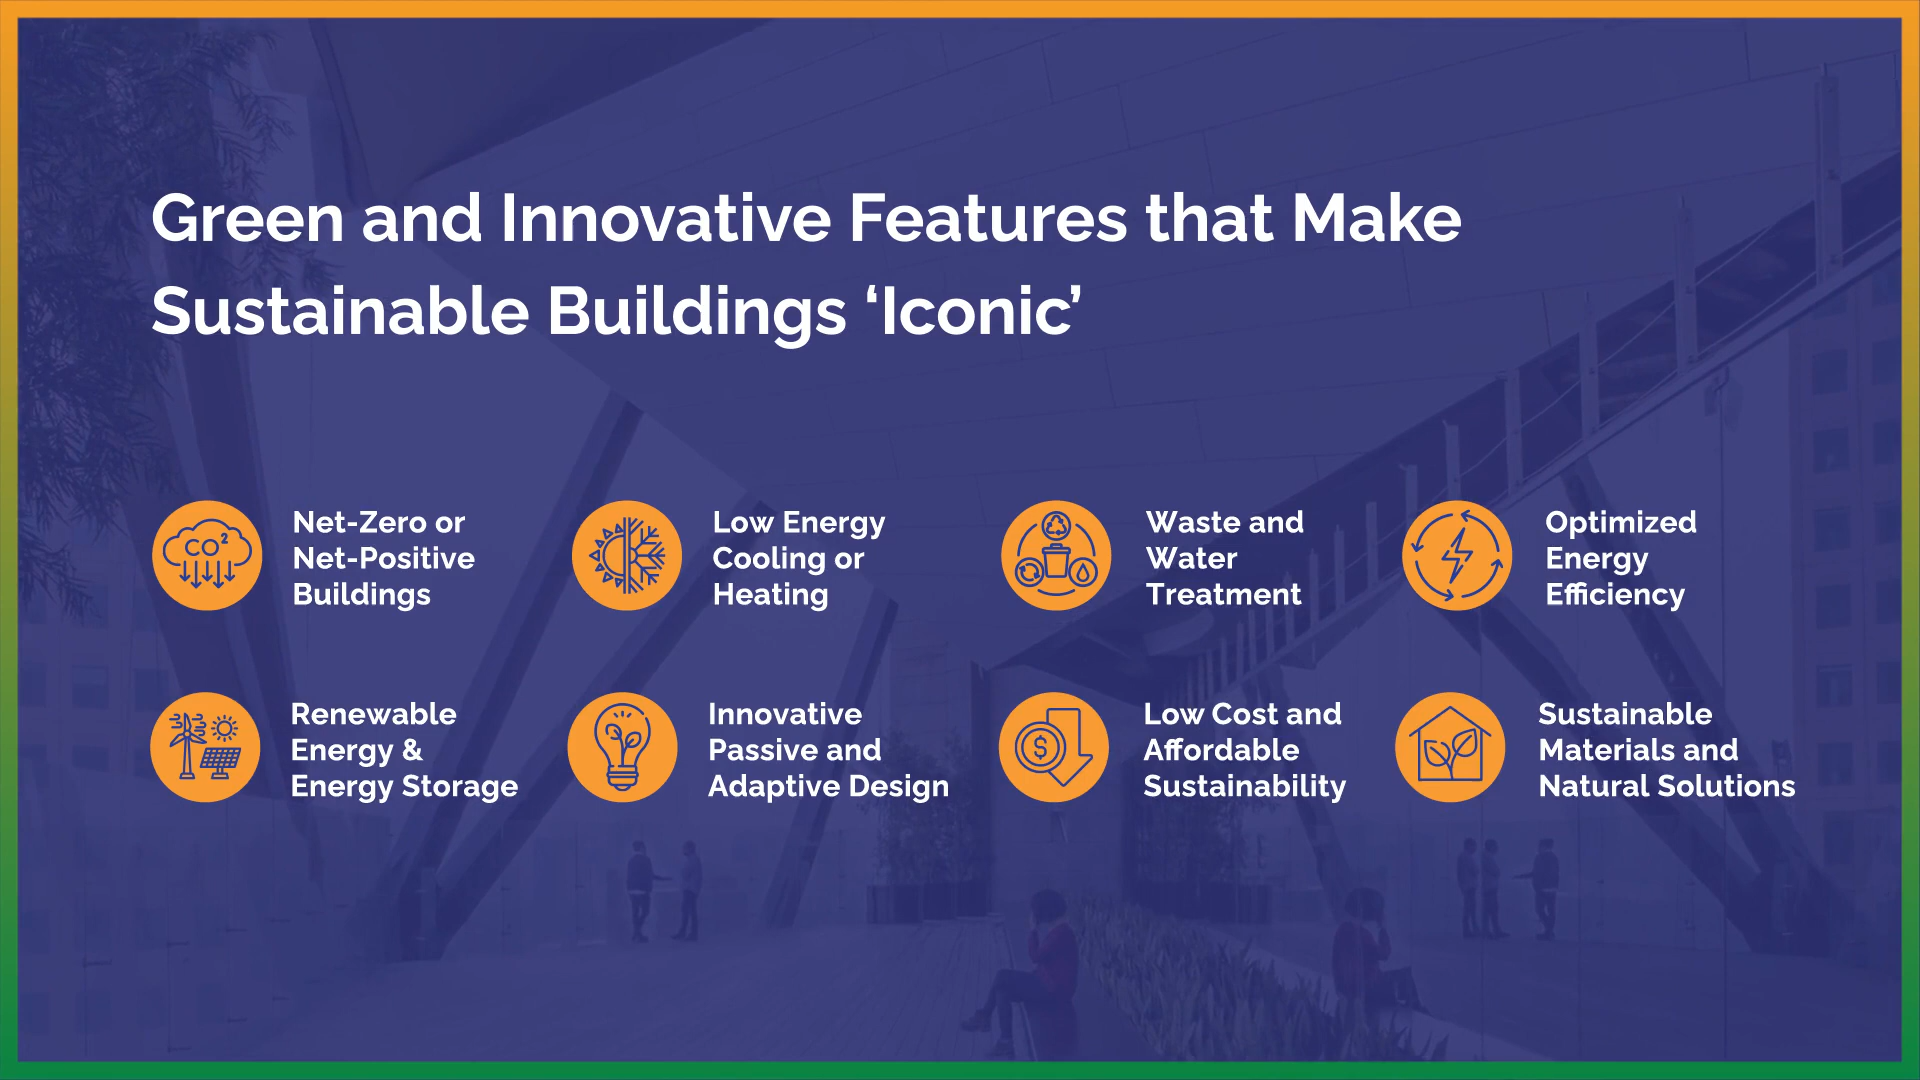 Green and Innovative Features that Make
Sustainable Buildings ‘Iconic’
CO²
Net-Zero or
Net-Positive
Buildings
Low Energy
Cooling or
Heating
Waste and
Water
Treatment
Optimized
Energy
Efficiency
Renewable
Energy &
Energy Storage
Innovative
Passive and
Adaptive Design
$
Low Cost and
Affordable
Sustainability
Sustainable
Materials and
Natural Solutions